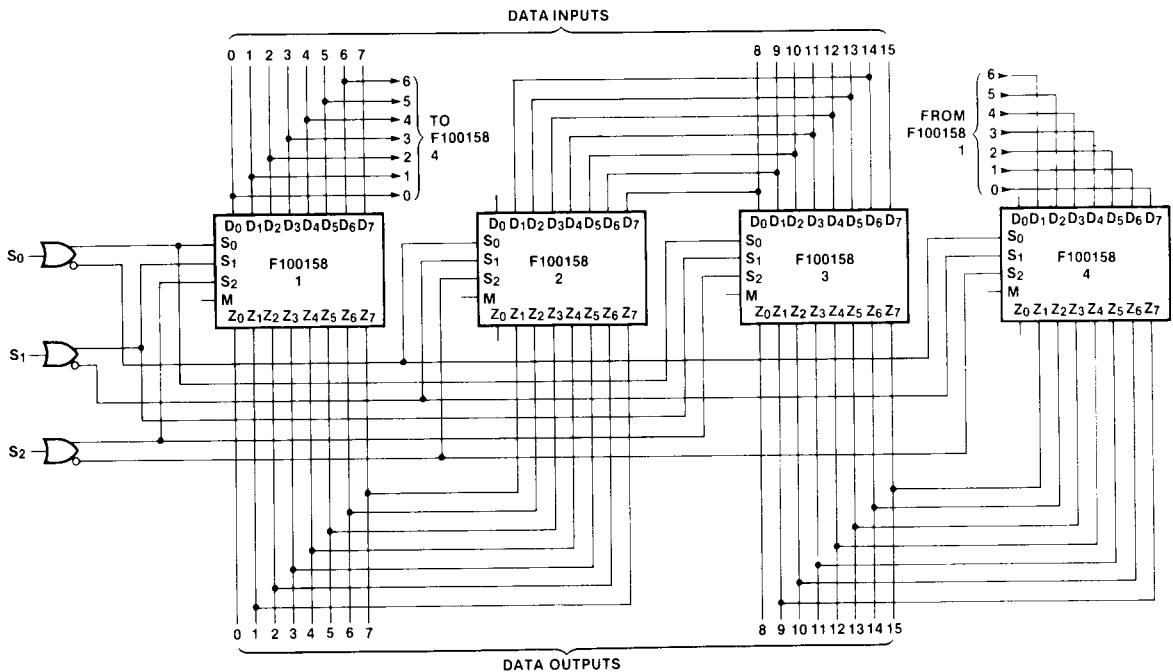 DATA INPUTS
0 1 2 3 4 5 6 7
8 9 10 11 12 13 14 15
6
5
4
3
2
1
0
TO
F100158
4
FROM
F100158
1
6
5
4
3
2
1
0
D0 D1 D2 D3 D4 D5 D6 D7
S0
S1
S2
M
F100158
1
Z0 Z1 Z2 Z3 Z4 Z5 Z6 Z7
D0 D1 D2 D3 D4 D5 D6 D7
S0
S1
S2
M
F100158
2
Z0 Z1 Z2 Z3 Z4 Z5 Z6 Z7
D0 D1 D2 D3 D4 D5 D6 D7
S0
S1
S2
M
F100158
3
Z0 Z1 Z2 Z3 Z4 Z5 Z6 Z7
D0 D1 D2 D3 D4 D5 D6 D7
S0
S1
S2
M
F100158
4
Z0 Z1 Z2 Z3 Z4 Z5 Z6 Z7
S0
S1
S2
0 1 2 3 4 5 6 7
8 9 10 11 12 13 14 15
DATA OUTPUTS